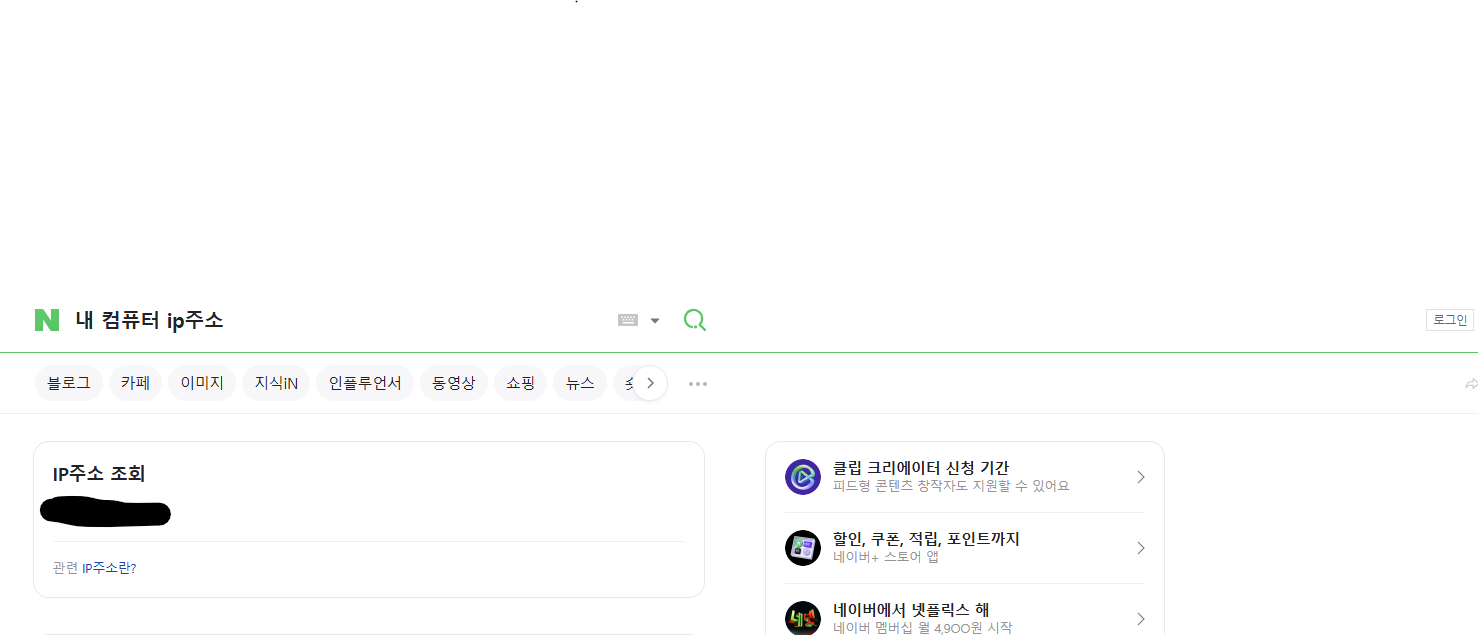 N 내 컴퓨터 ip주소
로그인
블로그 카페 이미지 지식iN 인플루언서 동영상 쇼핑 뉴스
IP주소 조회
관련 IP주소란?
클립 크리에이터 신청 기간
피드형 콘텐츠 창작자도 지원할 수 있어요
할인, 쿠폰, 적립, 포인트까지
네이버+ 스토어 앱
네넷
네이버에서 넷플릭스 해
네이버 멤버십 월 4,900원 시작